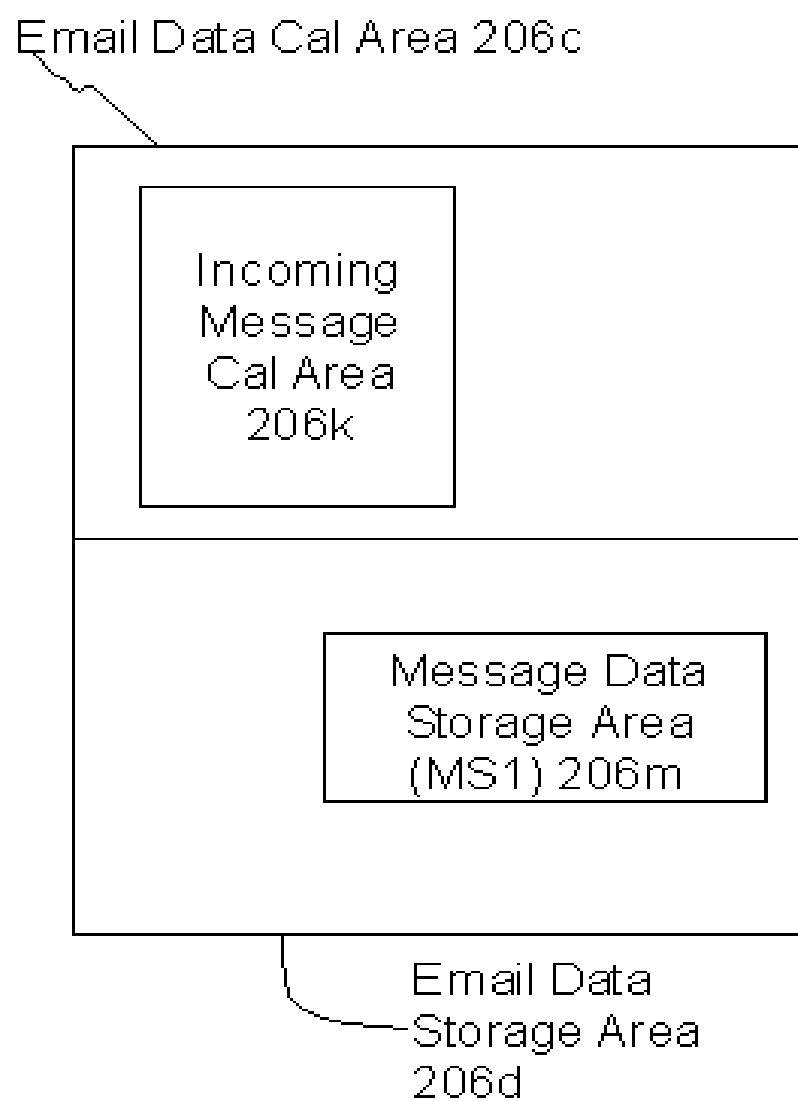 Email Data Cal Area 206c
Incoming
Message
Cal Area
206k
Message Data
Storage Area
(MS1) 206m
Email Data
Storage Area
206d